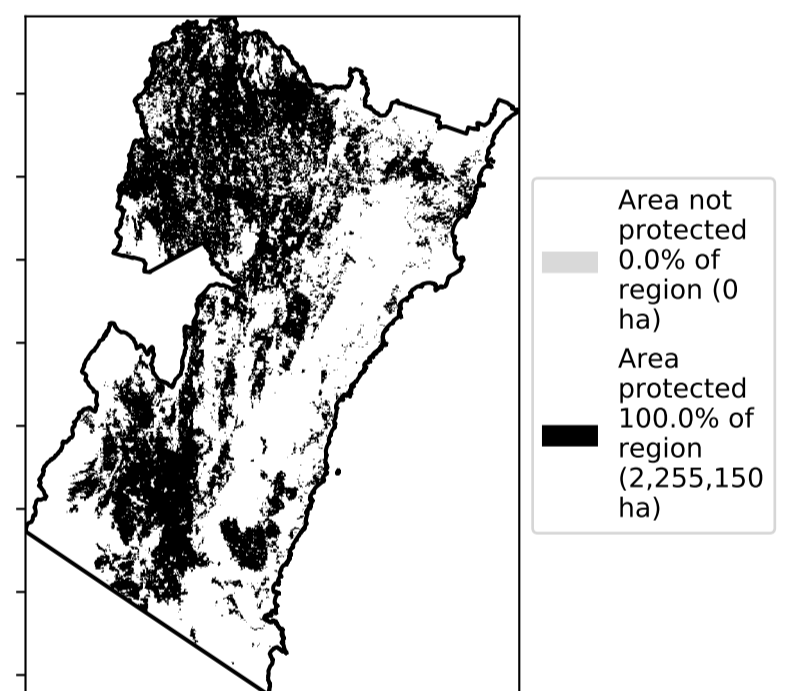 Area not
protected
0.0% of
region (0
ha)
Area
protected
100.0% of
region
(2,255,150
ha)